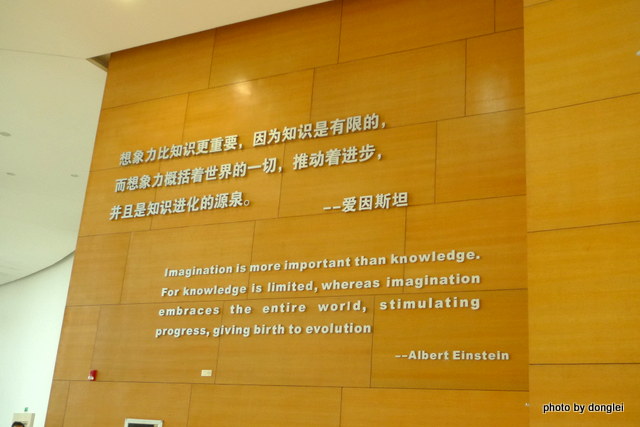 想象力比知识更重要，因为知识是有限的，
而想象力概括着世界的一切，推动着进步，
并且是知识进化的源泉。
--爱因斯坦
Imagination is more important than knowledge.
For knowledge is limited, whereas imagination
embraces the entire world, stimulating
progress, giving birth to evolution
--Albert Einstein
photo by donglei